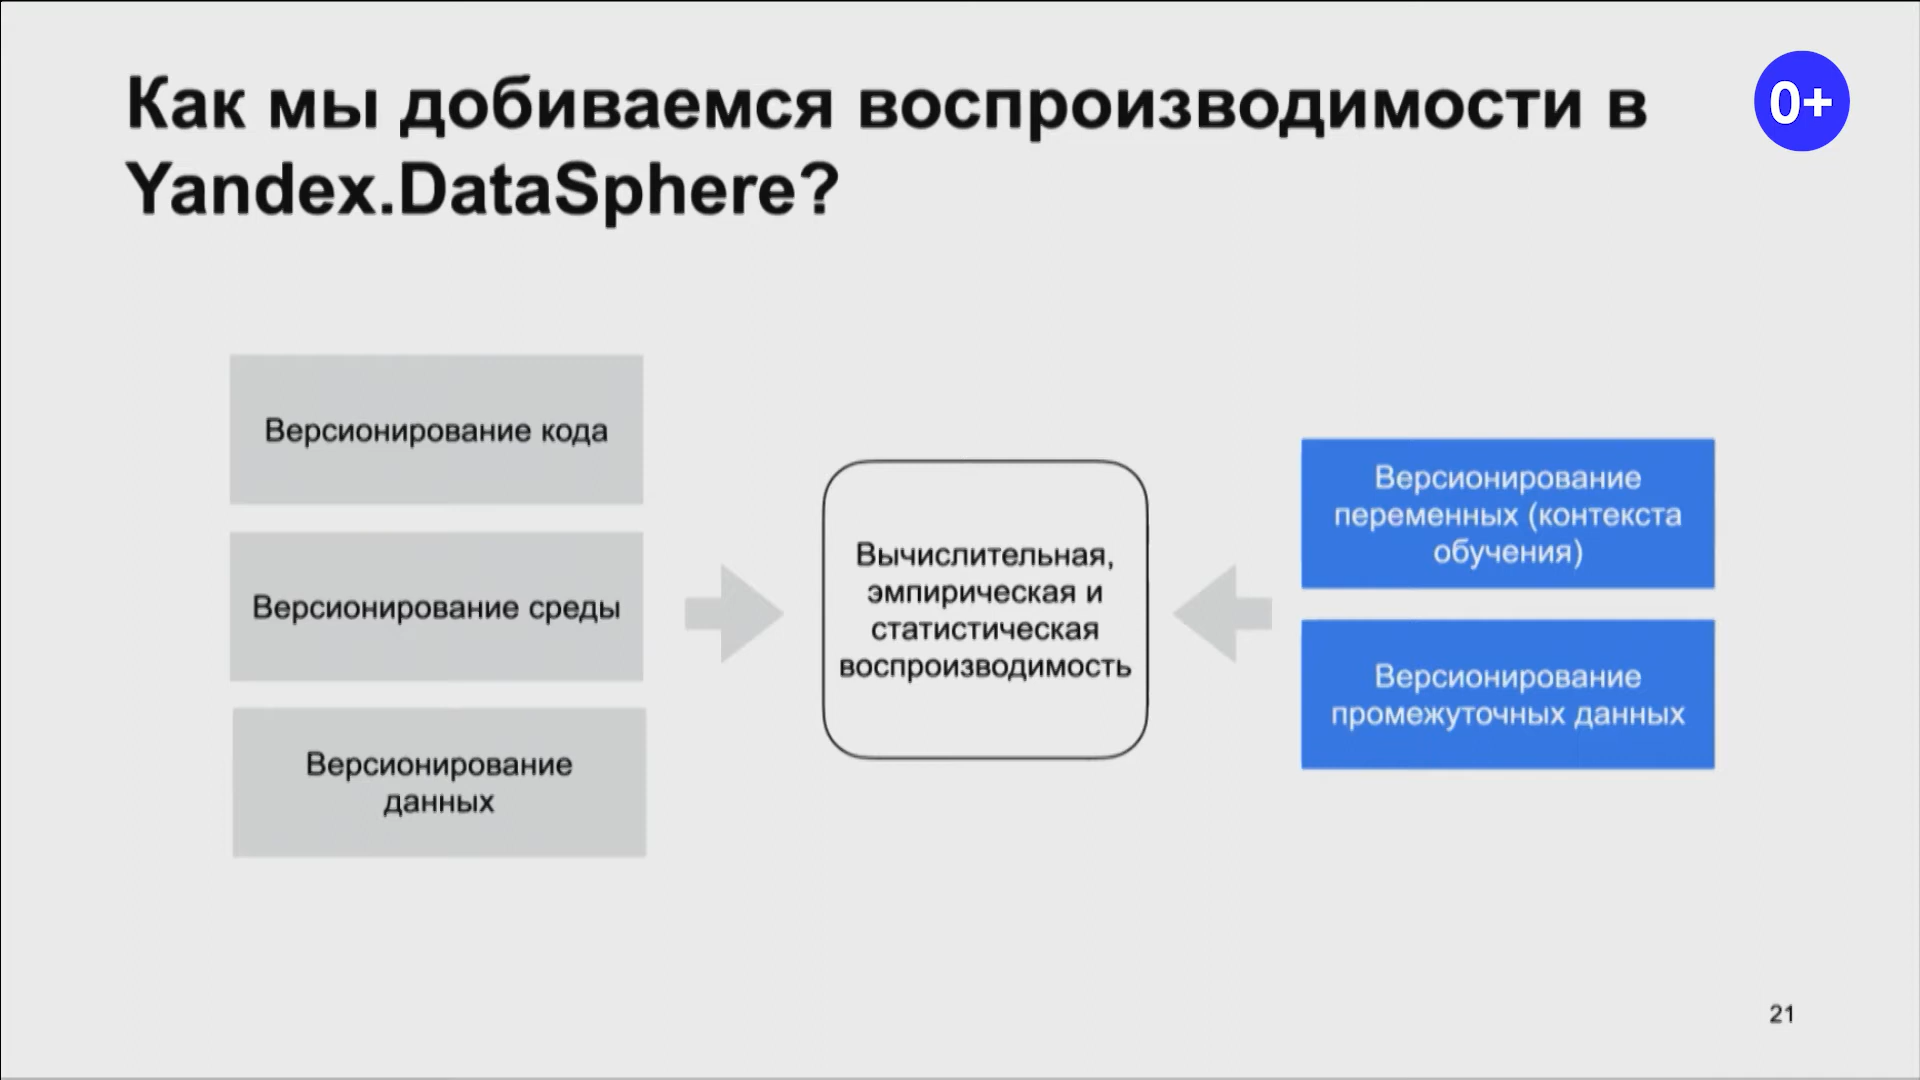 Как мы добиваемся воспроизводимости в
Yandex.DataSphere?
0+
Версионирование кода
Версионирование среды
Версионирование
данных
Вычислительная,
эмпирическая и
статистическая
воспроизводимость
Версионирование
переменных (контекста
обучения)
Версионирование
промежуточных данных
21